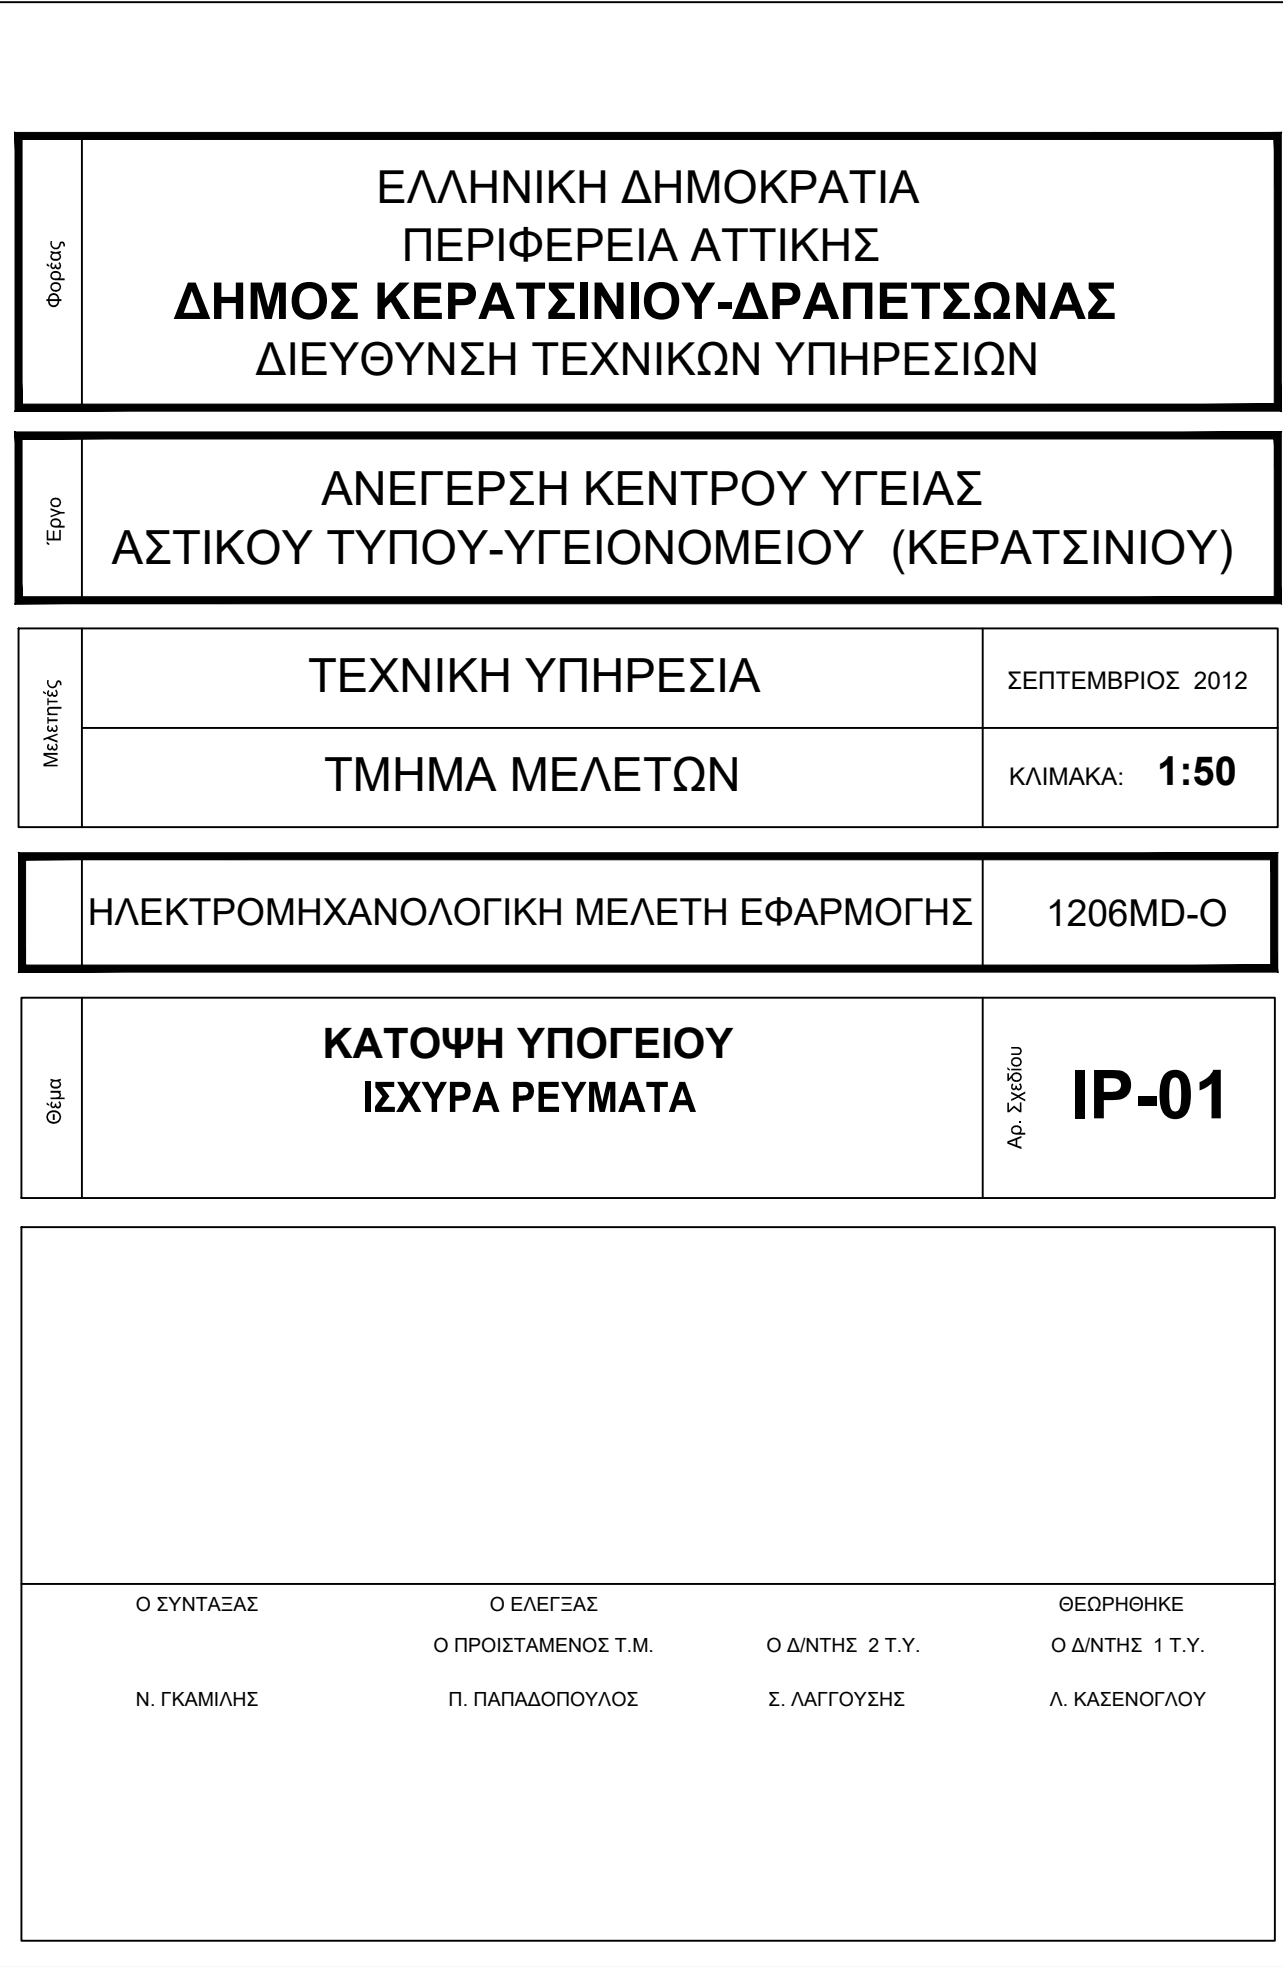 Φορέας
ΕΛΛΗΝΙΚΗ ΔΗΜΟΚΡΑΤΙΑ
ΠΕΡΙΦΕΡΕΙΑ ΑΤΤΙΚΗΣ
ΔΗΜΟΣ ΚΕΡΑΤΣΙΝΙΟΥ-ΔΡΑΠΕΤΣΩΝΑΣ
ΔΙΕΥΘΥΝΣΗ ΤΕΧΝΙΚΩΝ ΥΠΗΡΕΣΙΩΝ
Έργο
ΑΝΕΓΕΡΣΗ ΚΕΝΤΡΟΥ ΥΓΕΙΑΣ
ΑΣΤΙΚΟΥ ΤΥΠΟΥ-ΥΓΕΙΟΝΟΜΕΙΟΥ (ΚΕΡΑΤΣΙΝΙΟΥ)
Μελετητές
ΤΕΧΝΙΚΗ ΥΠΗΡΕΣΙΑ
ΣΕΠΤΕΜΒΡΙΟΣ 2012
ΤΜΗΜΑ ΜΕΛΕΤΩΝ
ΚΛΙΜΑΚΑ: 1:50
ΗΛΕΚΤΡΟΜΗΧΑΝΟΛΟΓΙΚΗ ΜΕΛΕΤΗ ΕΦΑΡΜΟΓΗΣ
1206MD-O
Θέμα
ΚΑΤΟΨΗ ΥΠΟΓΕΙΟΥ
ΙΣΧΥΡΑ ΡΕΥΜΑΤΑ
Αρ. Σχεδίου
IP-01
Ο ΣΥΝΤΑΞΑΣ Ο ΕΛΕΓΞΑΣ ΘΕΩΡΗΘΗΚΕ
Ο ΠΡΟΙΣΤΑΜΕΝΟΣ Τ.Μ. Ο Δ/ΝΤΗΣ 2 Τ.Υ. Ο Δ/ΝΤΗΣ 1 Τ.Υ.
Ν. ΓΚΑΜΙΛΗΣ Π. ΠΑΠΑΔΟΠΟΥΛΟΣ Σ. ΛΑΓΓΟΥΣΗΣ Λ. ΚΑΣΕΝΟΓΛΟΥ